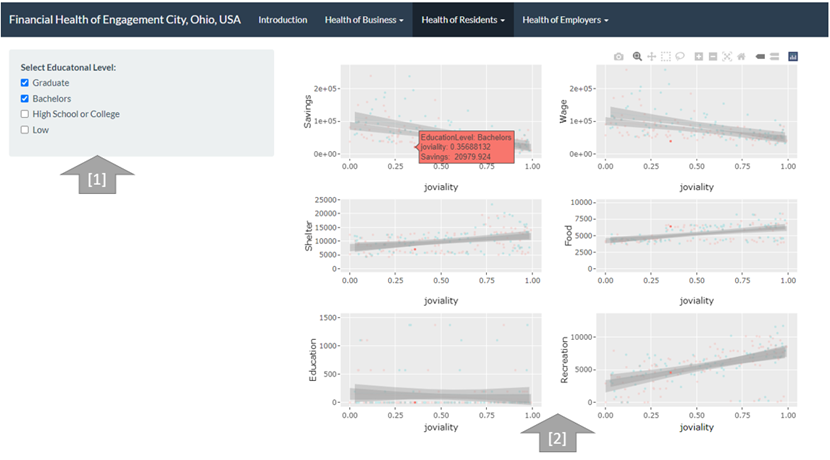 Financial Health of Engagement City, Ohio, USA Introduction Health of Business Health of Residents Health of Employers
Select Educatonal Level:
Graduate
Bachelors
High School or College
Low
[1]
Savings
2e+05
1e+05
0e+00
EducationLevel: Bachelors
joviality: 0.35688132
Savings: 20979.924
0.00 0.25 0.50 0.75 1.00
joviality
Wage
2e+05
1e+05
0e+00
0.00 0.25 0.50 0.75 1.00
joviality
Shelter
25000
20000
15000
10000
5000
0
0.00 0.25 0.50 0.75 1.00
joviality
Food
10000
7500
5000
2500
0
0.00 0.25 0.50 0.75 1.00
joviality
Education
1500
1000
500
0
0.00 0.25 0.50 0.75 1.00
joviality
Recreation
10000
5000
0
0.00 0.25 0.50 0.75 1.00
joviality
[2]